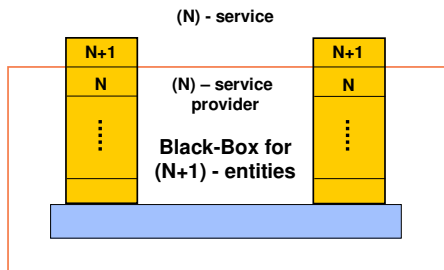 (N) - service
N+1
N+1
N
(N) – service
provider
N
Black-Box for
(N+1) - entities